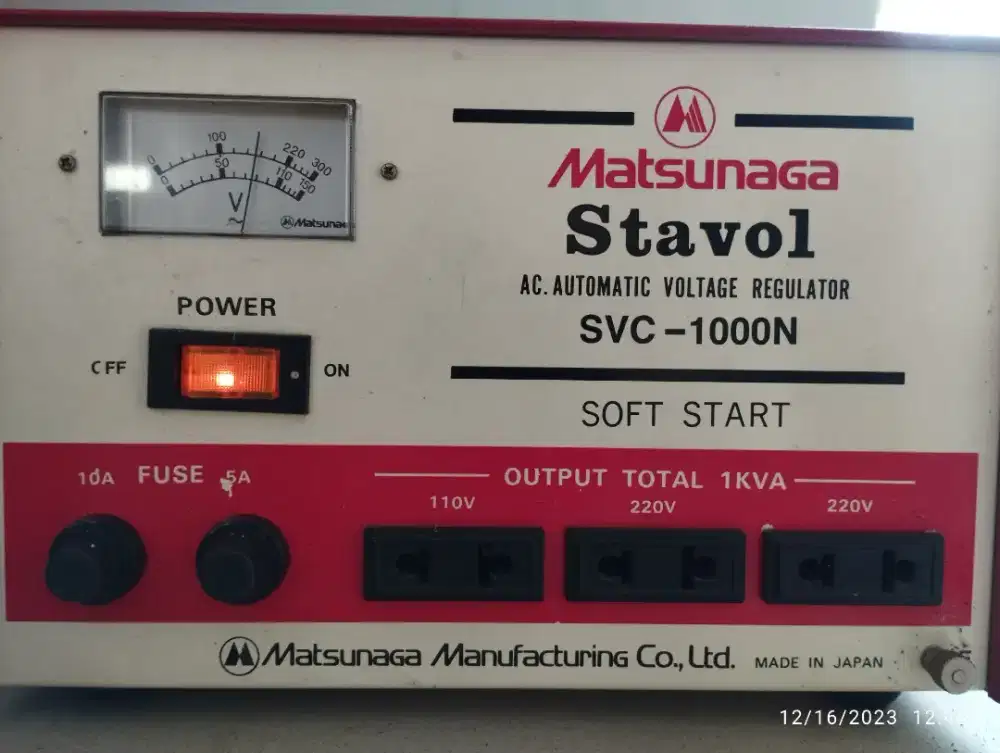 0 100 220 300
0 50 110 150
V
~
Matsuna
Matsunaga
Stavol
AC. AUTOMATIC VOLTAGE REGULATOR
SVC-1000N
POWER
OFF ON
SOFT START
10A FUSE 5A
OUTPUT TOTAL 1KVA
110V 220V 220V
Matsunaga Manufacturing Co., Ltd. MADE IN JAPAN
12/16/2023